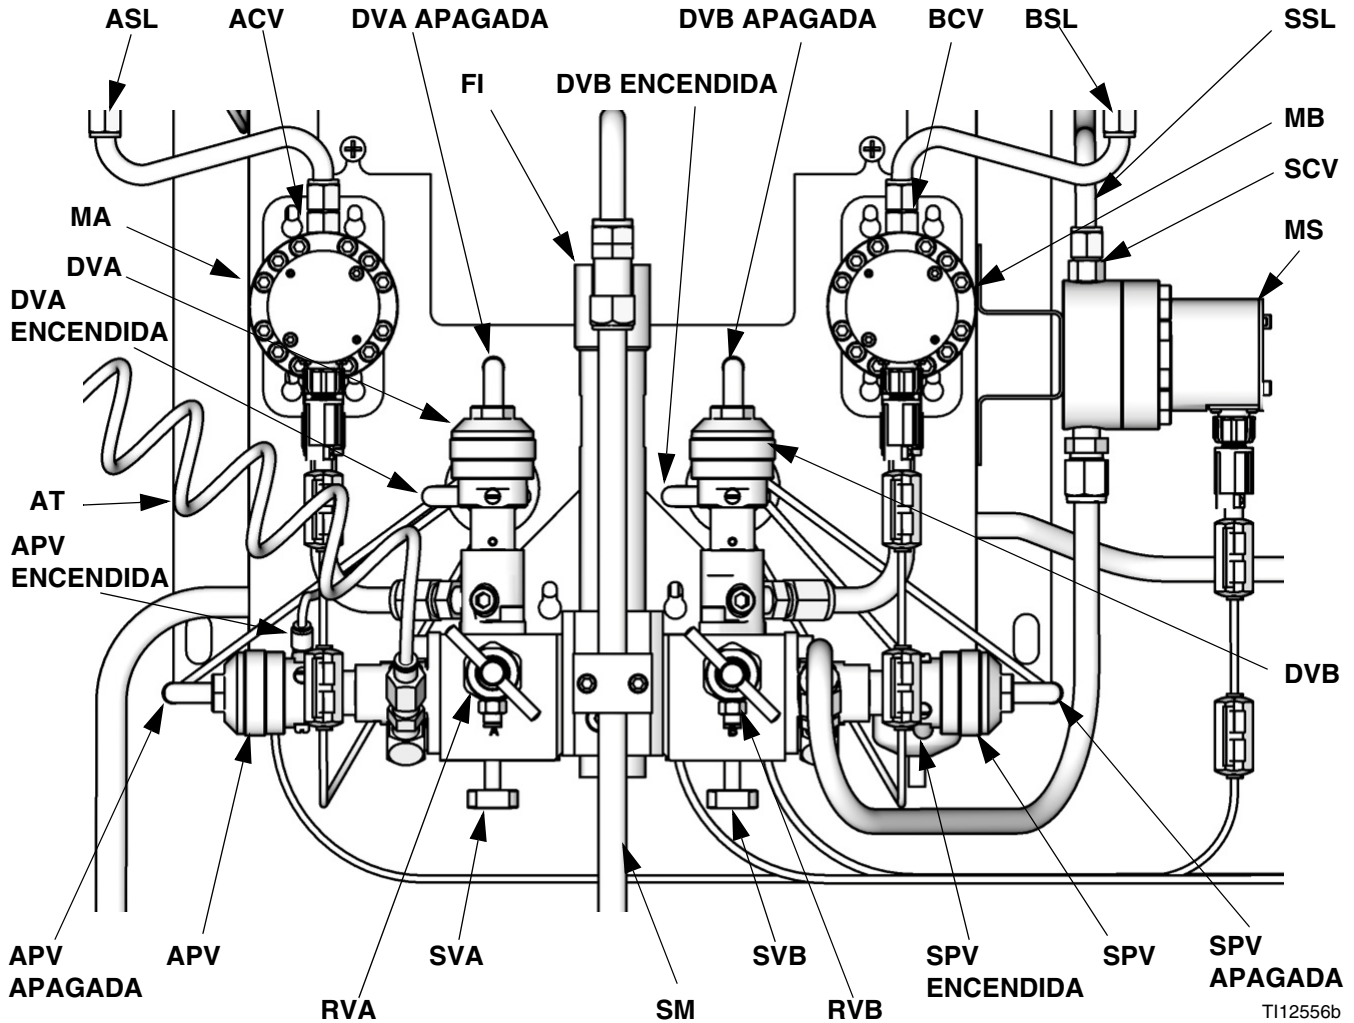 ASL
ACV
DVA APAGADA
DVB APAGADA
BCV
BSL
SSL
FI
DVB ENCENDIDA
MB
SCV
MA
MS
DVA
DVA
ENCENDIDA
AT
APV
ENCENDIDA
DVB
A
B
APV
APAGADA
APV
SVA
SVB
SPV
ENCENDIDA
SPV
SPV
APAGADA
RVA
SM
RVB
TI12556b